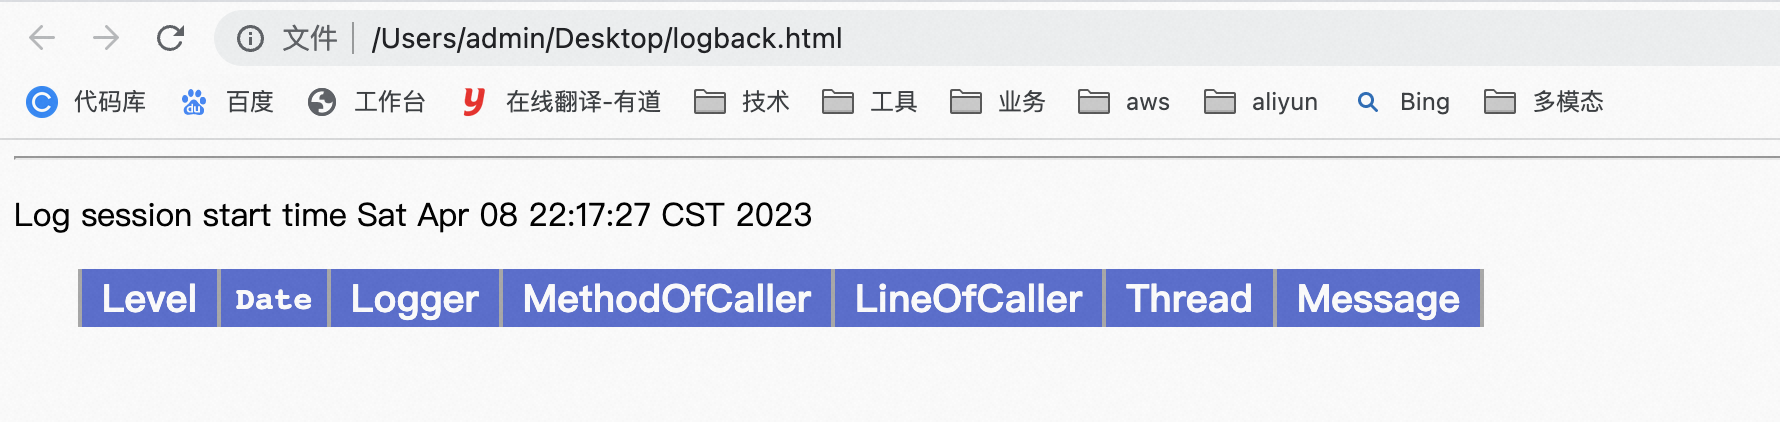 文件 /Users/admin/Desktop/logback.html
代码库 百度 工作台 在线翻译-有道 技术 工具 业务 aws aliyun Bing 多模态
Log session start time Sat Apr 08 22:17:27 CST 2023
Level Date Logger MethodOfCaller LineOfCaller Thread Message